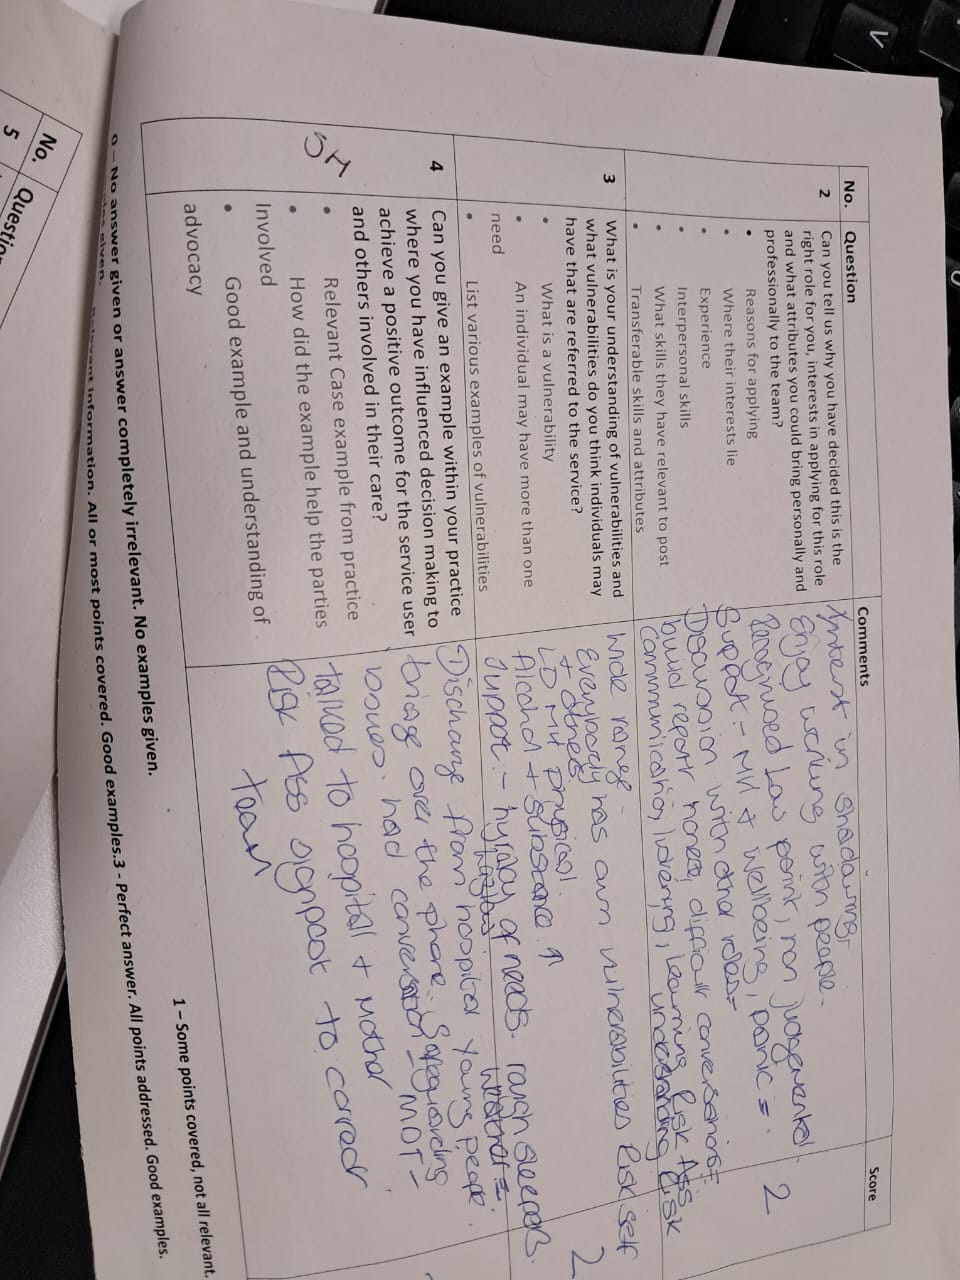 No.
Question
Comments
Score
2
Can you tell us why you have decided this is the
right role for you, interests in applying for this role
and what attributes you could bring personally and
professionally to the team?
• Reasons for applying
• Where their interests lie
• Experience
• Interpersonal skills
• What skills they have relevant to post
• Transferable skills and attributes
Interest in shadowing -
Enjoy working with people.
Recognised low point, non judgemental.
Support - MH + wellbeing, panic =
Discussion with other roles =
build repoir honest, difficult conversations =
Communication, listening, learning Risk Ass
understanding Risk
2
3
What is your understanding of vulnerabilities and
what vulnerabilities do you think individuals may
have that are referred to the service?
• What is a vulnerability
• An individual may have more than one
need
• List various examples of vulnerabilities
Wide range -
Everybody has own vulnerabilities Risk self
+ others
LD MH physical.
Alcohol + substance ↑
Support - hyrachy of needs. rough sleepers.
weather =
2
4
SH
Can you give an example within your practice
where you have influenced decision making to
achieve a positive outcome for the service user
and others involved in their care?
• Relevant Case example from practice
• How did the example help the parties
Involved
• Good example and understanding of
advocacy
Discharge from hospital young people.
triage over the phone. Safeguarding
issues. had conversation - MDT -
talked to hospital + Mother
Risk Ass signpost to correct
team
0 – No answer given or answer completely irrelevant. No examples given.
1 – Some points covered, not all relevant.
Relevant information. All or most points covered. Good examples.3 - Perfect answer. All points addressed. Good examples.
No.
Question
5
V